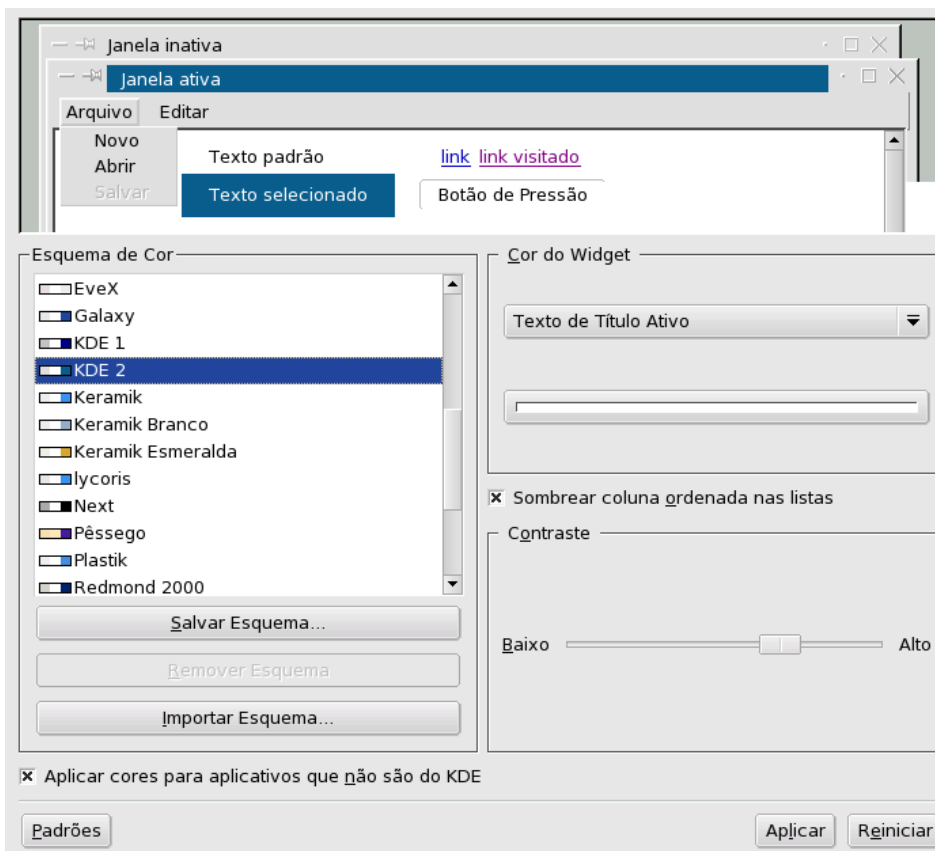 Janela inativa
Janela ativa
Arquivo Editar
Novo
Abrir
Salvar
Texto padrão link link visitado
Texto selecionado Botão de Pressão
Esquema de Cor
EveX
Galaxy
KDE 1
KDE 2
Keramik
Keramik Branco
Keramik Esmeralda
lycoris
Next
Pêssego
Plastik
Redmond 2000
Salvar Esquema...
Remover Esquema
Importar Esquema...
Cor do Widget
Texto de Título Ativo
Sombrear coluna ordenada nas listas
Contraste
Baixo Alto
Aplicar cores para aplicativos que não são do KDE
Padrões Aplicar Reiniciar